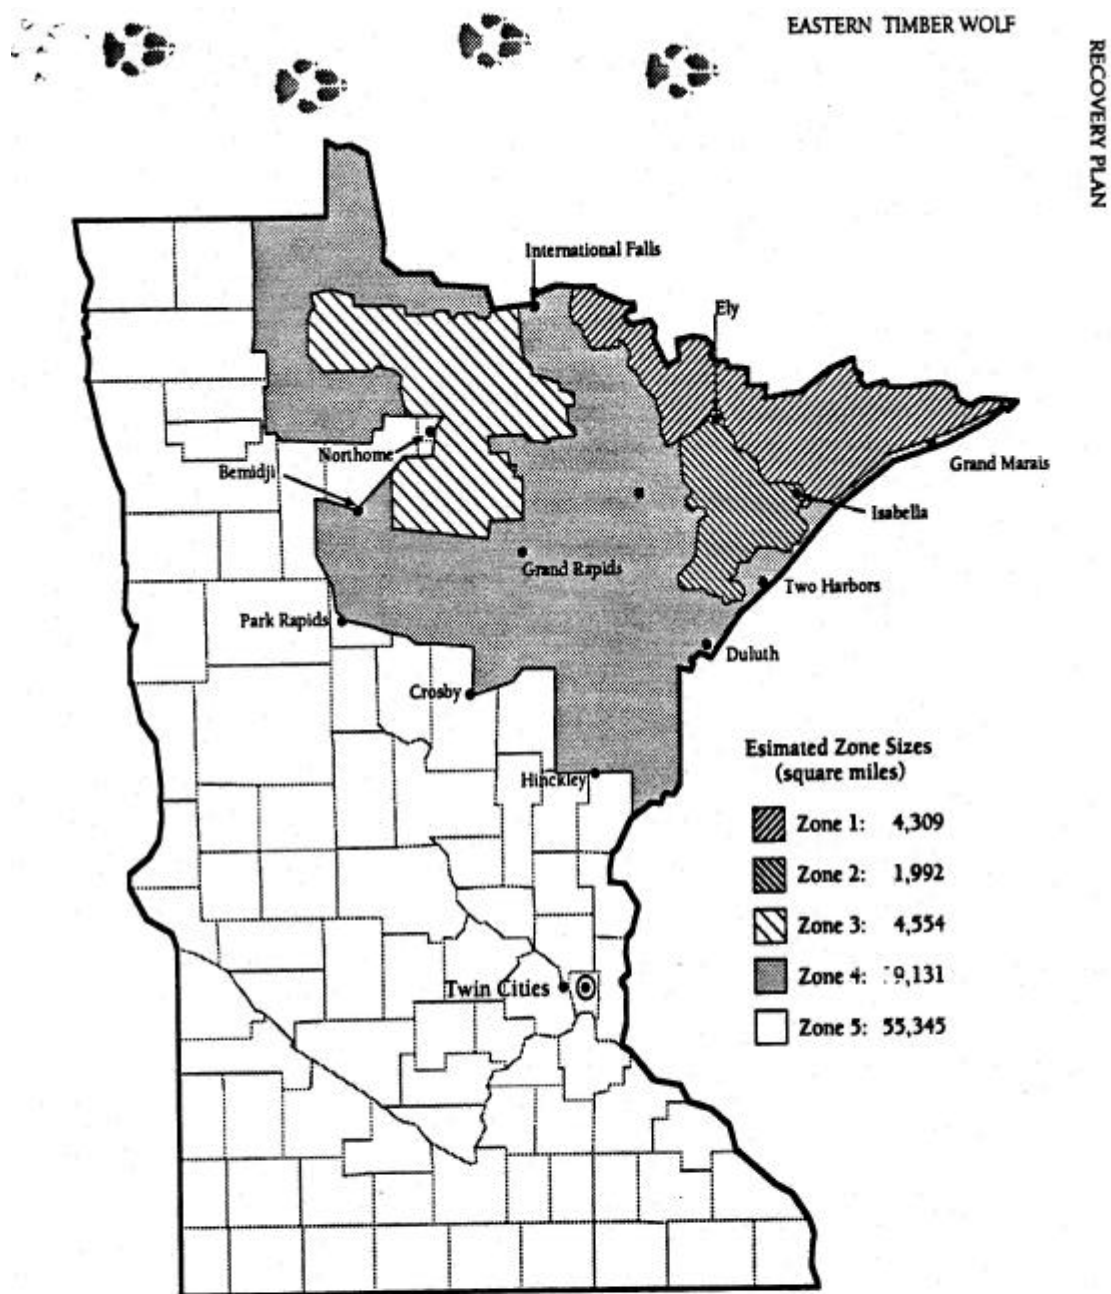 EASTERN TIMBER WOLF
RECOVERY PLAN
International Falls
Ely
Northome
Bemidji
Grand Marais
Isabella
Grand Rapids
Two Harbors
Park Rapids
Duluth
Crosby
Hinckley
Esimated Zone Sizes
(square miles)
Zone 1: 4,309
Zone 2: 1,992
Zone 3: 4,554
Zone 4: 9,131
Zone 5: 55,345
Twin Cities